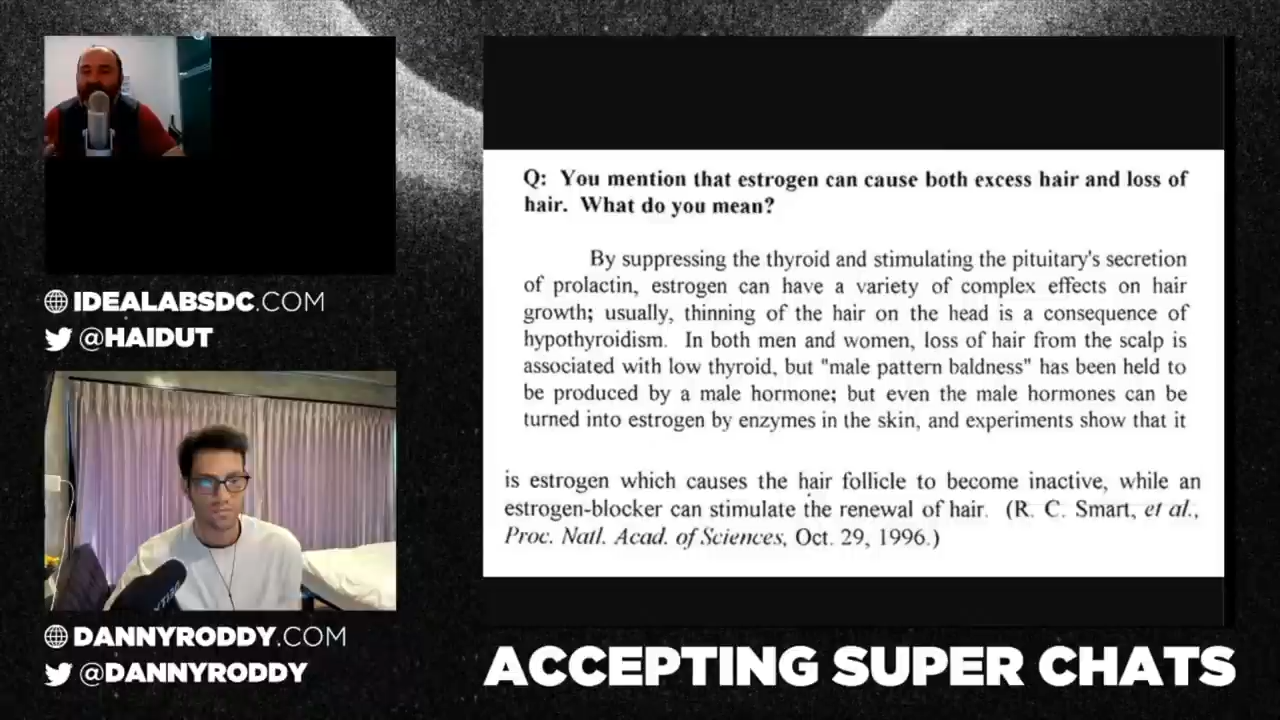 IDEALABSDC.COM
@HAIDUT
DANNYRODDY.COM
@DANNYRODDY
Q: You mention that estrogen can cause both excess hair and loss of
hair. What do you mean?
By suppressing the thyroid and stimulating the pituitary's secretion
of prolactin, estrogen can have a variety of complex effects on hair
growth; usually, thinning of the hair on the head is a consequence of
hypothyroidism. In both men and women, loss of hair from the scalp is
associated with low thyroid, but "male pattern baldness" has been held to
be produced by a male hormone; but even the male hormones can be
turned into estrogen by enzymes in the skin, and experiments show that it
is estrogen which causes the hair follicle to become inactive, while an
estrogen-blocker can stimulate the renewal of hair. (R. C. Smart, et al.,
Proc. Natl. Acad. of Sciences, Oct. 29, 1996.)
ACCEPTING SUPER CHATS